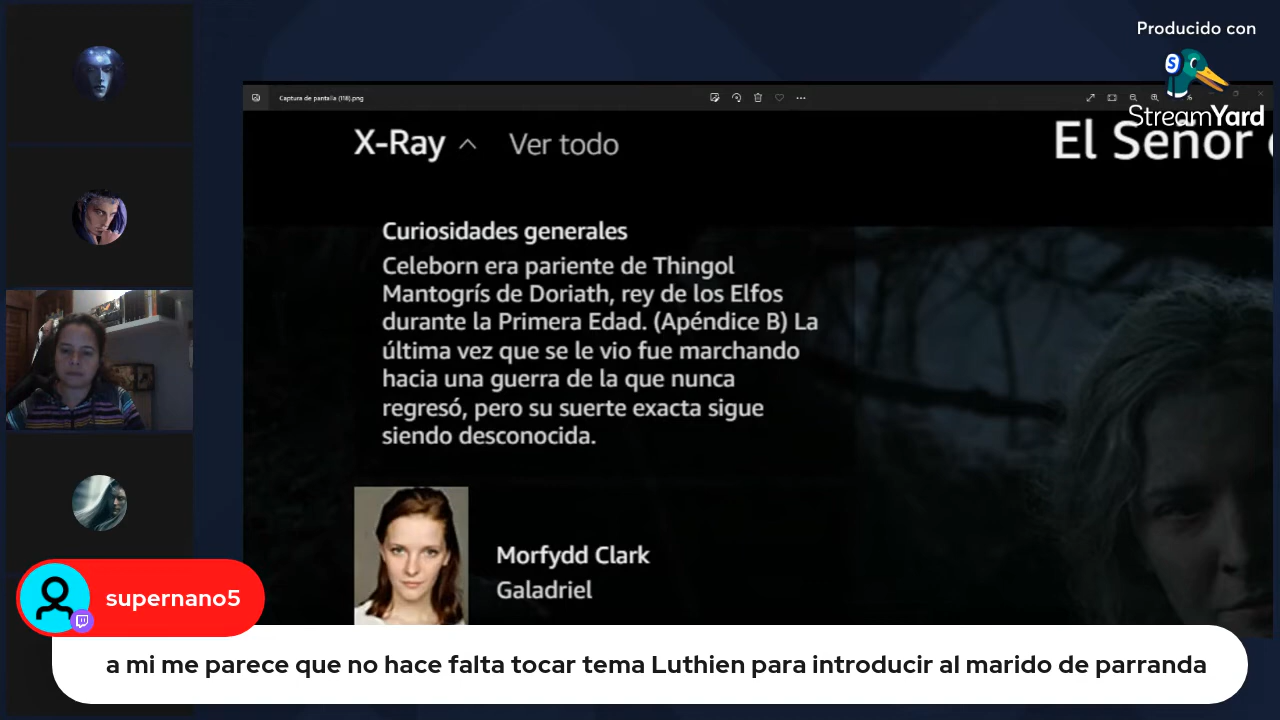 Producido con
StreamYard
Captura de pantalla (118).png
X-Ray
Ver todo
El Señor
Curiosidades generales
Celeborn era pariente de Thingol
Mantogrís de Doriath, rey de los Elfos
durante la Primera Edad. (Apéndice B) La
última vez que se le vio fue marchando
hacia una guerra de la que nunca
regresó, pero su suerte exacta sigue
siendo desconocida.
Morfydd Clark
Galadriel
supernano5
a mi me parece que no hace falta tocar tema Luthien para introducir al marido de parranda